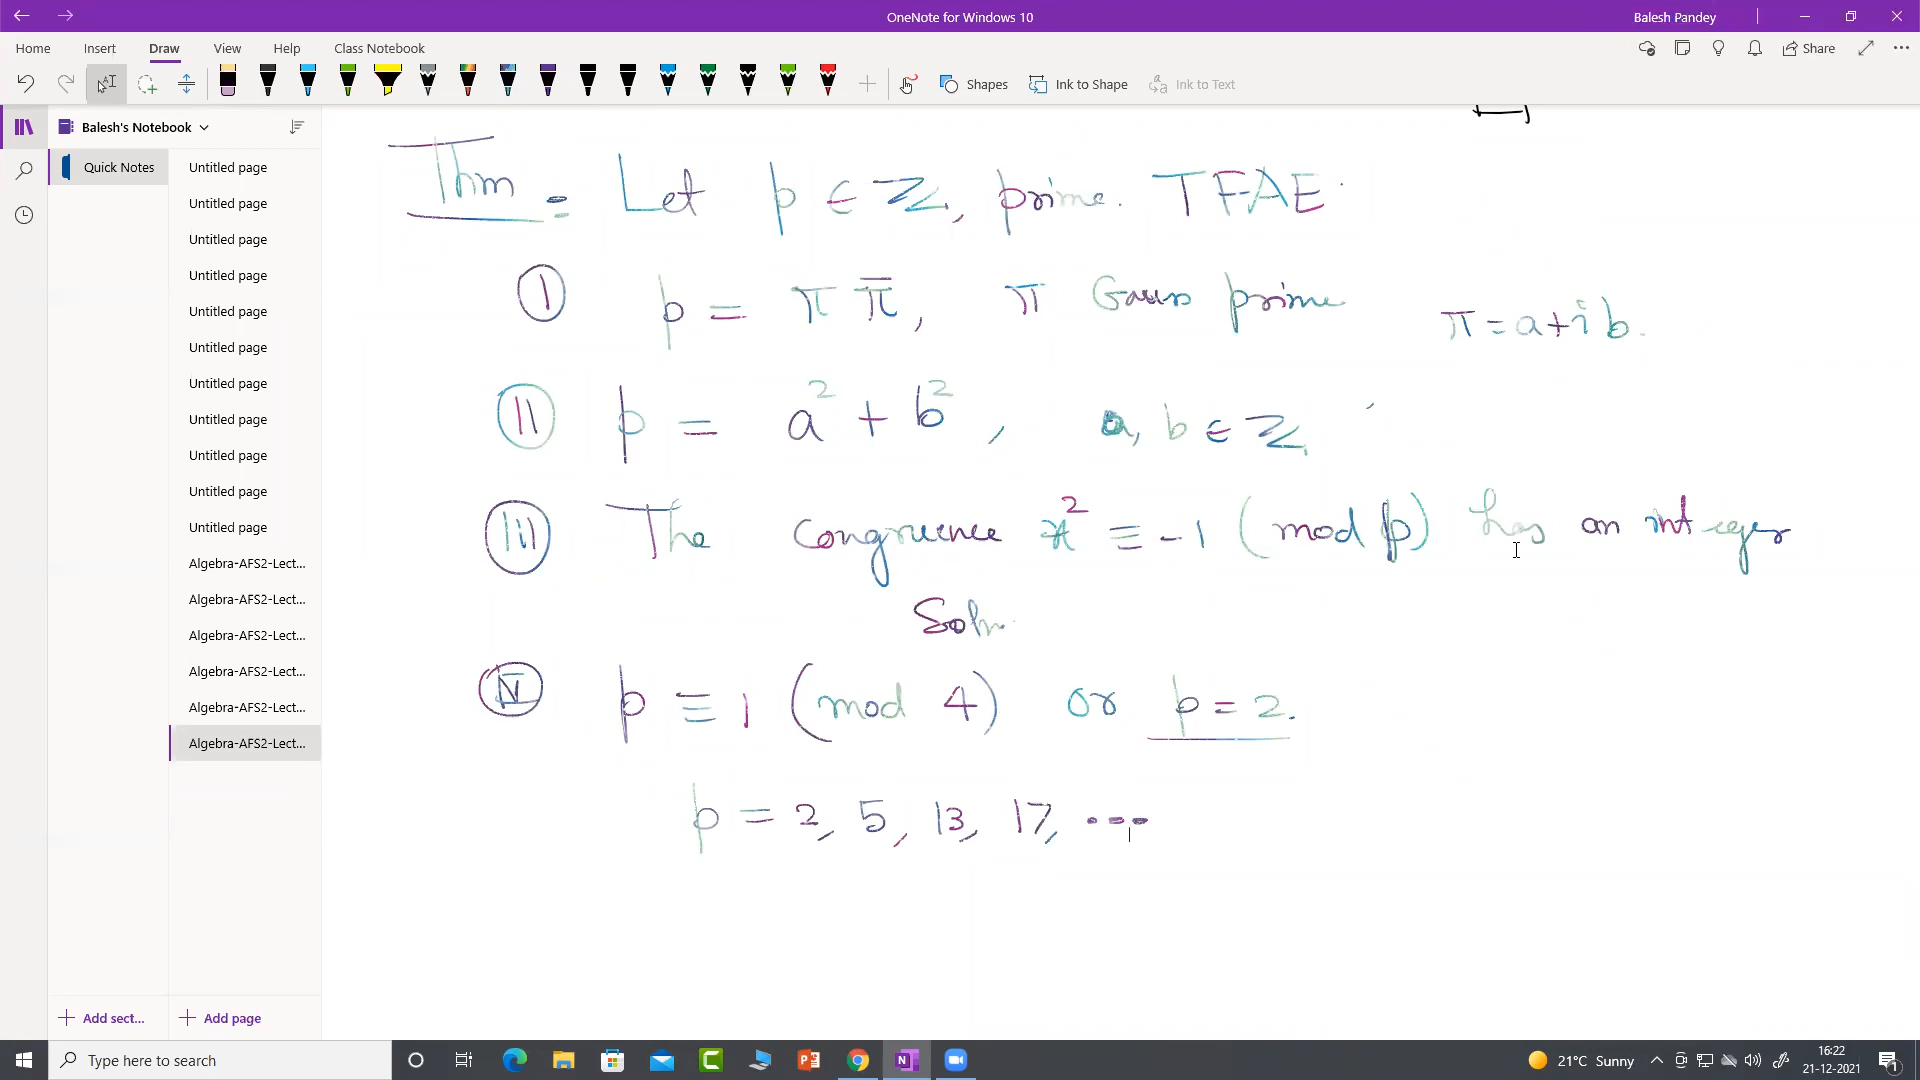 OneNote for Windows 10
Balesh Pandey
Home Insert Draw View Help Class Notebook
Share
Shapes Ink to Shape Ink to Text
Balesh's Notebook
Quick Notes
Untitled page
Untitled page
Untitled page
Untitled page
Untitled page
Untitled page
Untitled page
Untitled page
Untitled page
Untitled page
Untitled page
Algebra-AFS2-Lect...
Algebra-AFS2-Lect...
Algebra-AFS2-Lect...
Algebra-AFS2-Lect...
Algebra-AFS2-Lect...
Algebra-AFS2-Lect...
Add sect...
Add page
Thm = Let p ∈ ℤ, prime. TFAE.
I p = π π̄, π Gauss prime
π = a + i b.
II p = a² + b², a, b ∈ ℤ.
III The congruence x² ≡ -1 (mod p) has an integer
Soln.
IV p ≡ 1 (mod 4) or p = 2.
p = 2, 5, 13, 17, ...
Type here to search
21°C Sunny
16:22
21-12-2021
1